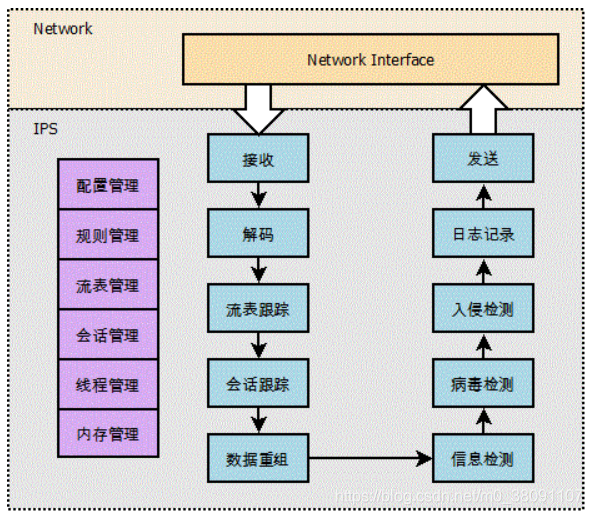 Network
Network Interface
IPS
配置管理
规则管理
流表管理
会话管理
线程管理
内存管理
接收
解码
流表跟踪
会话跟踪
数据重组
发送
日志记录
入侵检测
病毒检测
信息检测
https://blog.csdn.net/m0_38091107